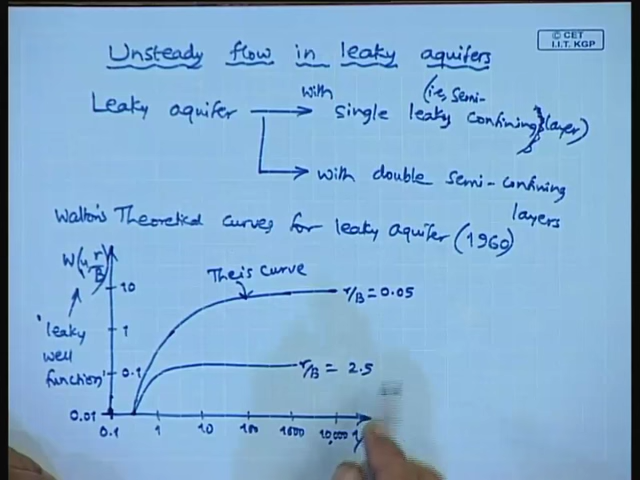 © CET
I.I.T. KGP
Unsteady flow in leaky aquifers
Leaky aquifer with single leaky confining layer)
(i.e, semi-
with double semi-confining
layers
Walton's Theoretical curves for leaky aquifer (1960)
W(u, r/B)
Theis curve
10
r/B = 0.05
'leaky
well
function'
1
0.1
r/B = 2.5
0.01
0.1 1 10 100 1000 10,000